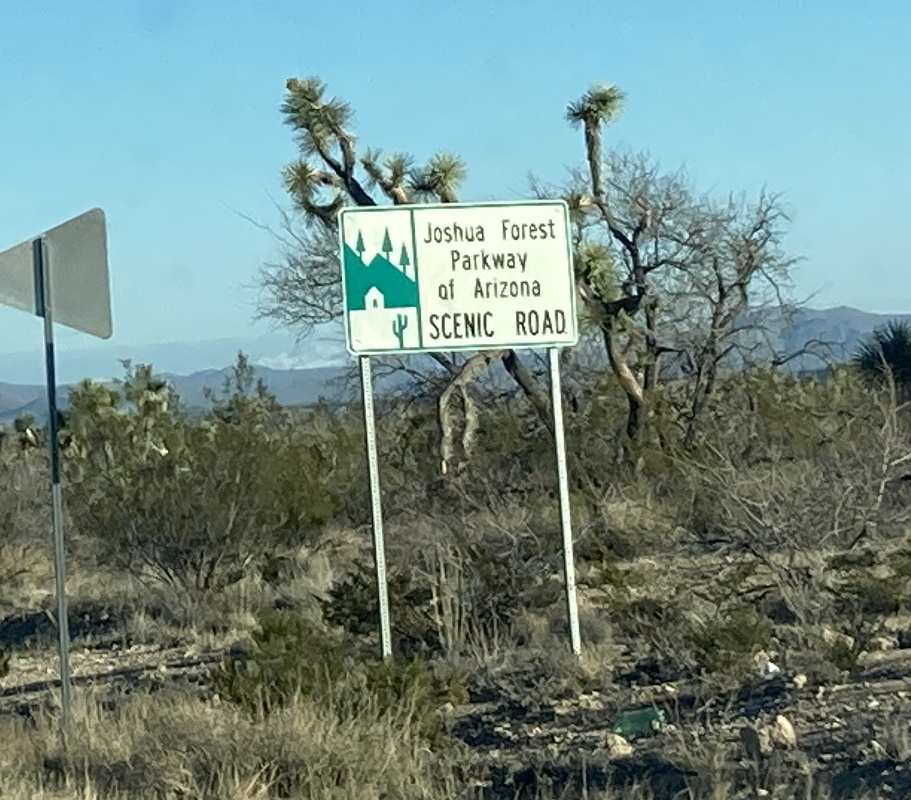 Joshua Forest
Parkway
of Arizona
SCENIC ROAD